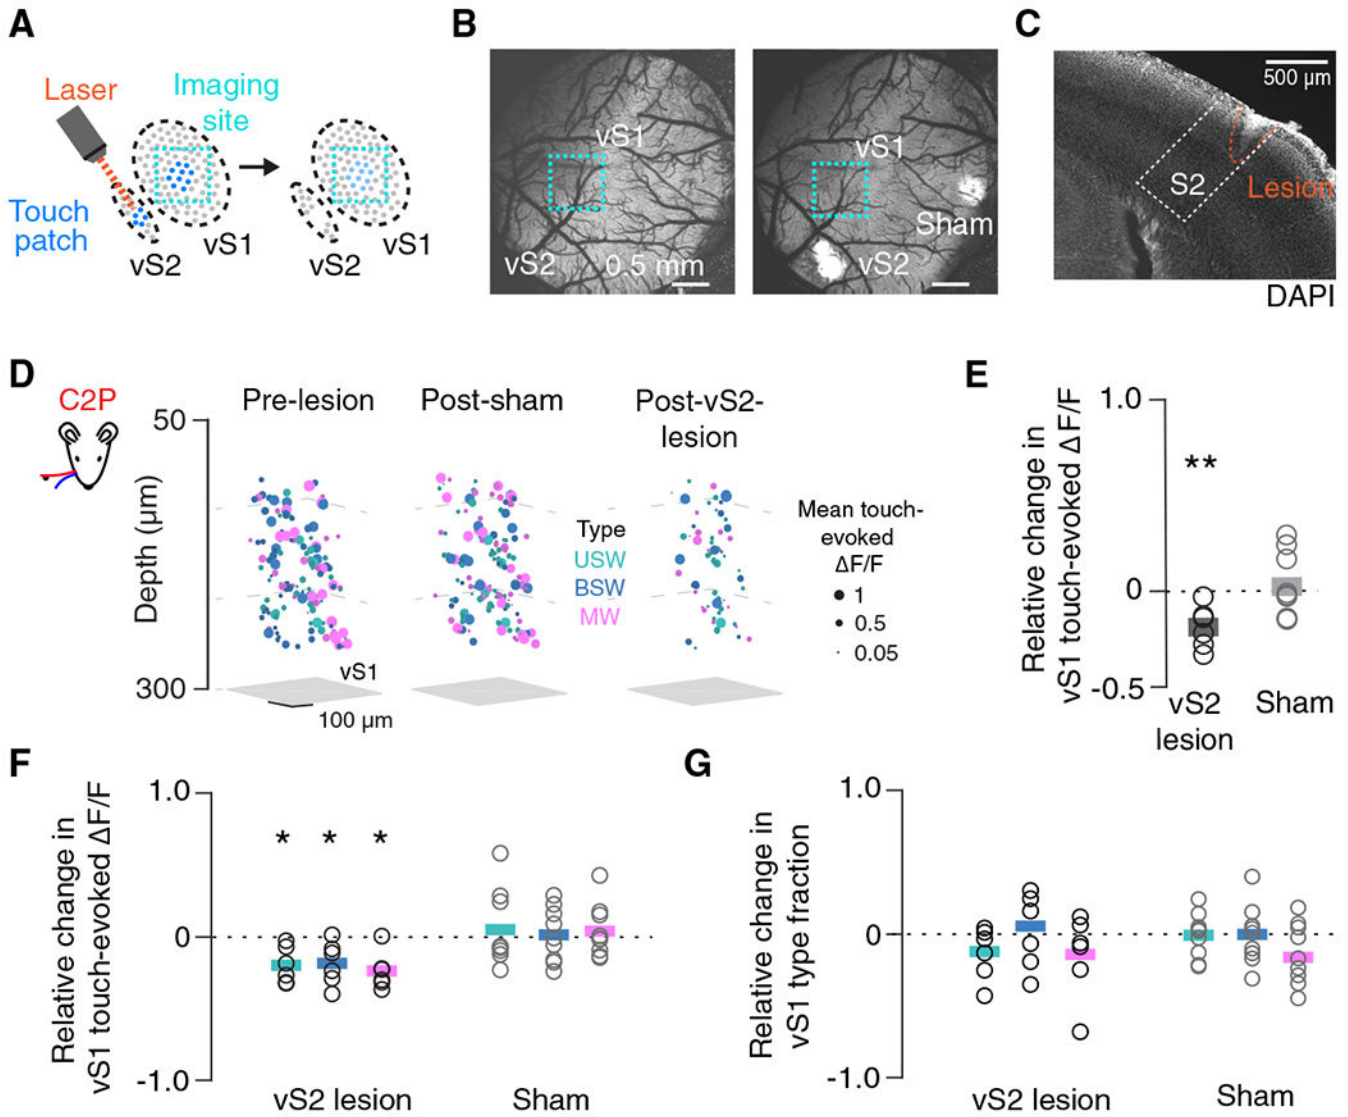 A
Laser
Imaging
site
Touch
patch
vS2
vS1
vS2
vS1
B
vS1
vS2
0.5 mm
vS1
Sham
vS2
C
500 µm
S2
Lesion
DAPI
D
C2P
Pre-lesion
Post-sham
Post-vS2-
lesion
50
Depth (µm)
300
vS1
100 µm
Type
USW
BSW
MW
Mean touch-
evoked
ΔF/F
1
0.5
0.05
E
Relative change in
vS1 touch-evoked ΔF/F
1.0
**
0
-0.5
vS2
lesion
Sham
F
Relative change in
vS1 touch-evoked ΔF/F
1.0
* * *
0
-1.0
vS2 lesion
Sham
G
Relative change in
vS1 type fraction
1.0
0
-1.0
vS2 lesion
Sham